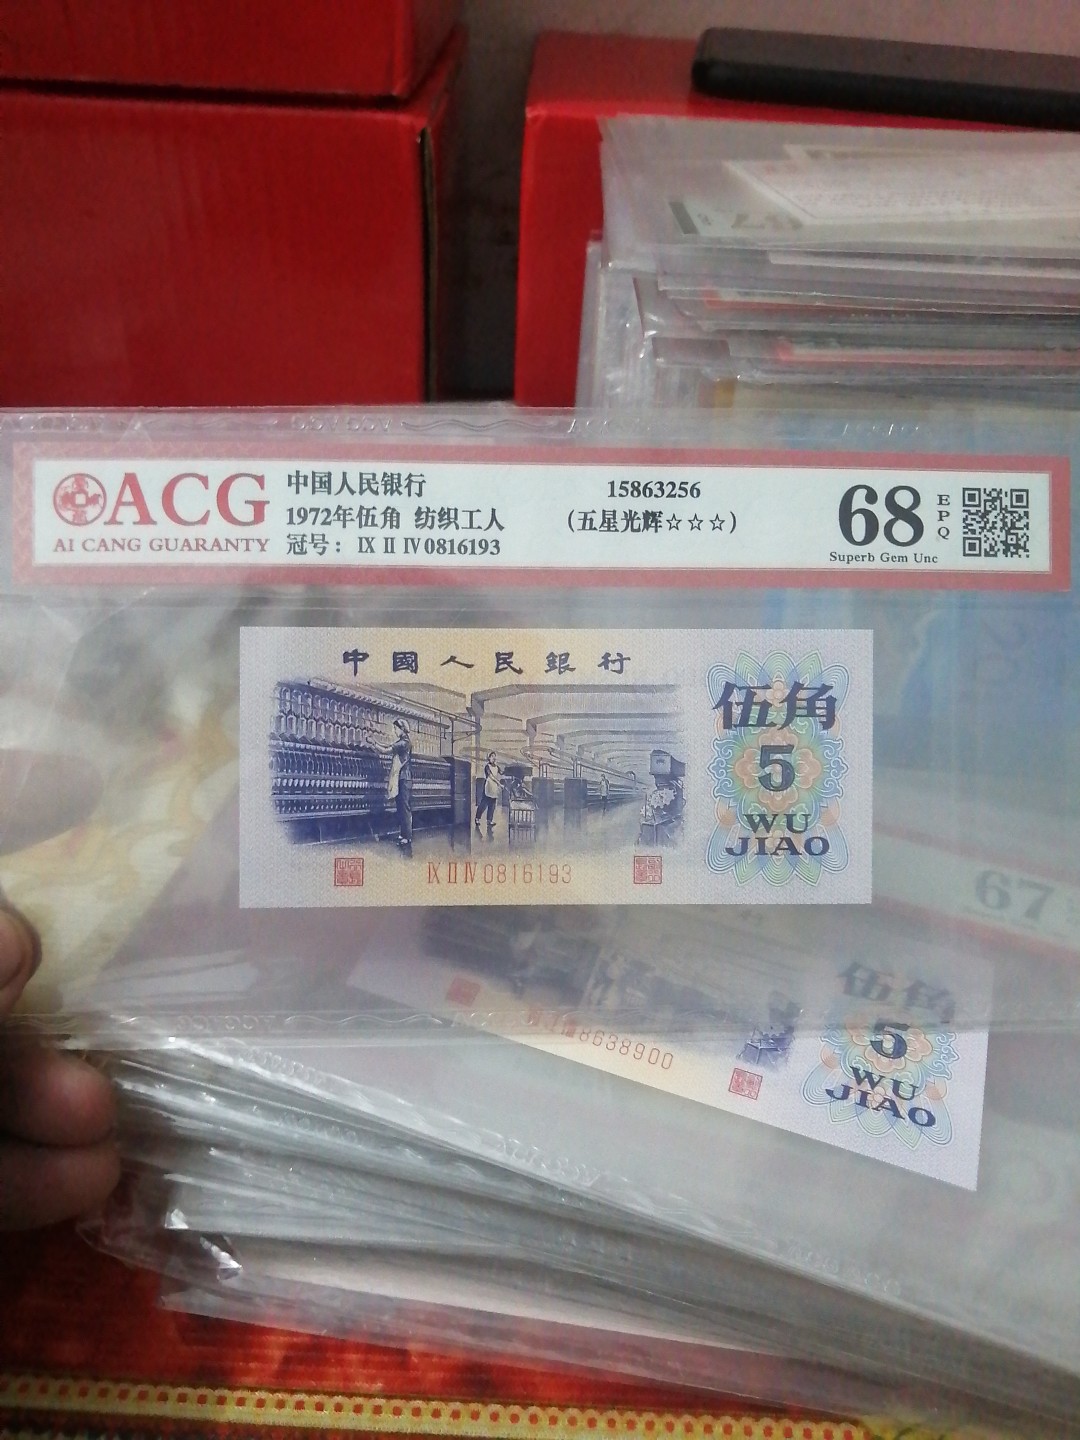 ACG
AI CANG GUARANTY
中国人民银行
1972年伍角 纺织工人
冠号： Ⅸ Ⅱ Ⅳ 0816193
15863256
(五星光辉☆☆☆)
68
EPQ
Superb Gem Unc
中國人民銀行
伍角
5
WU
JIAO
Ⅸ Ⅱ Ⅳ 0816193
67
伍角
5
WU
JIAO
8638900